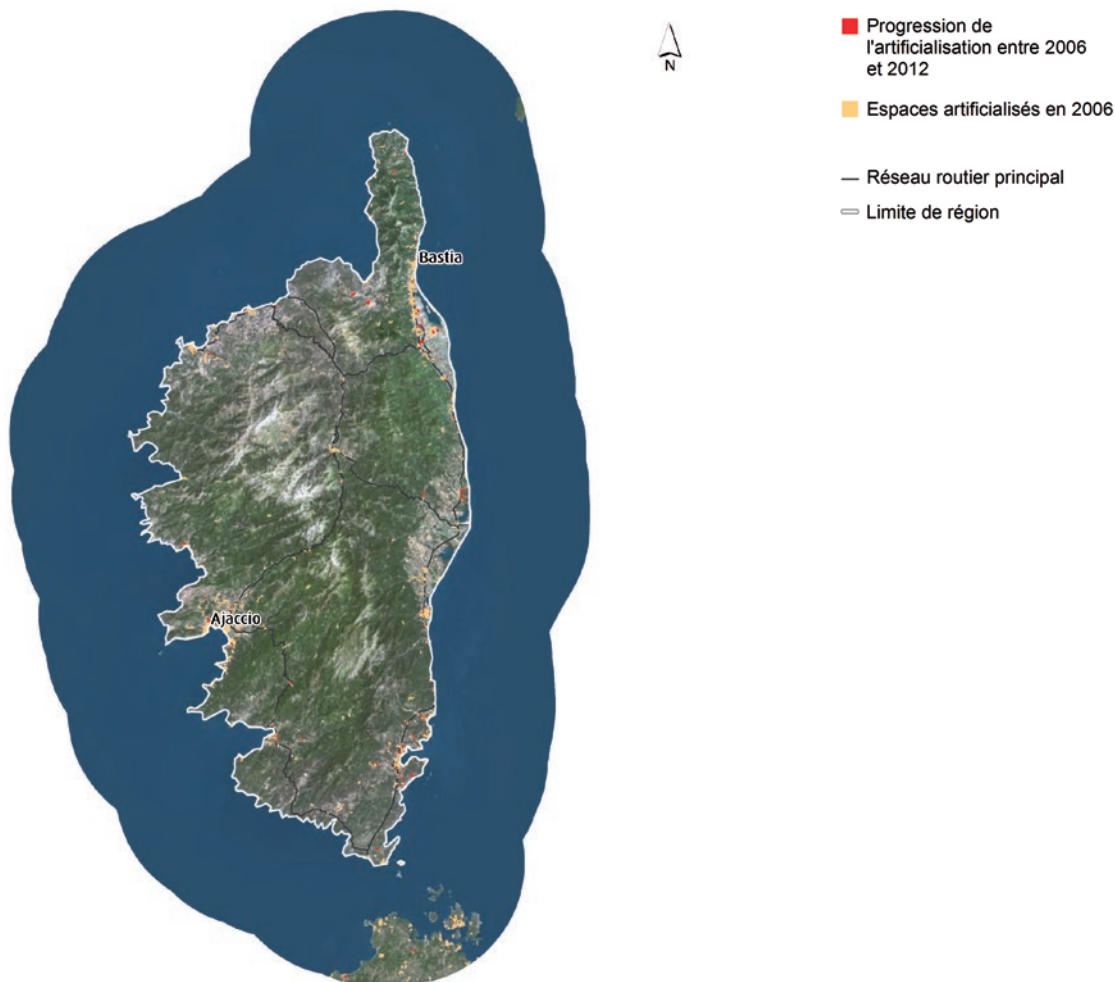 Progression de
l'artificialisation entre 2006
et 2012
Espaces artificialisés en 2006
Réseau routier principal
Limite de région
N
Bastia
Ajaccio